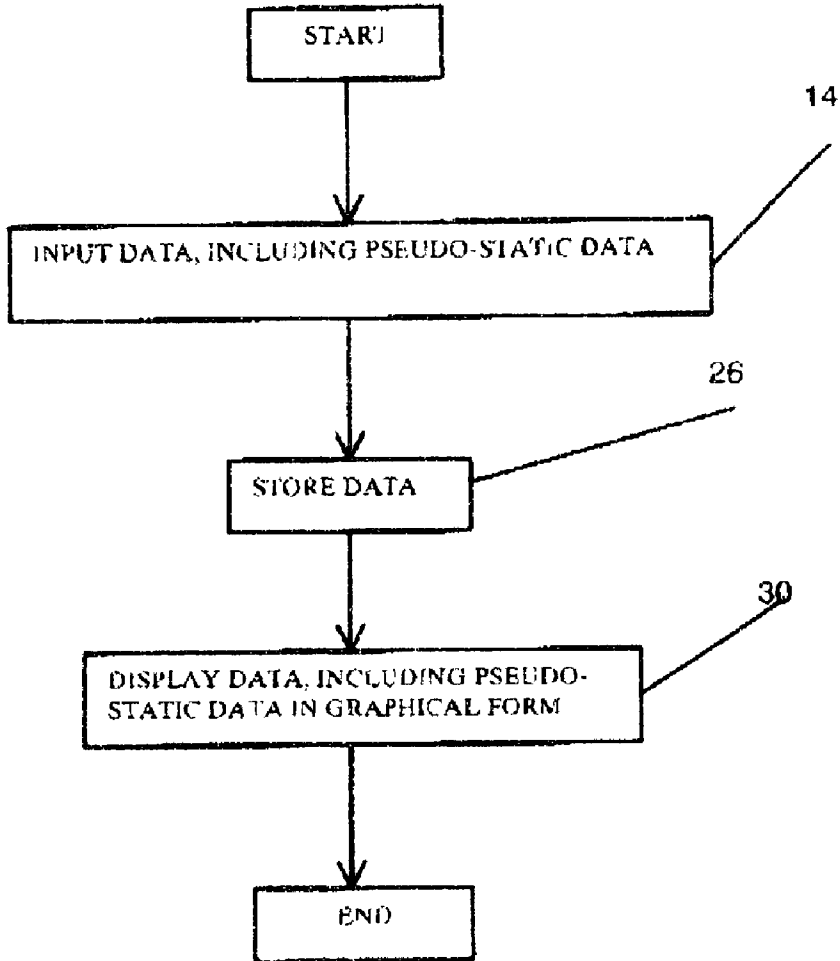 START
14
INPUT DATA, INCLUDING PSEUDO-STATIC DATA
26
STORE DATA
30
DISPLAY DATA, INCLUDING PSEUDO-
STATIC DATA IN GRAPHICAL FORM
END